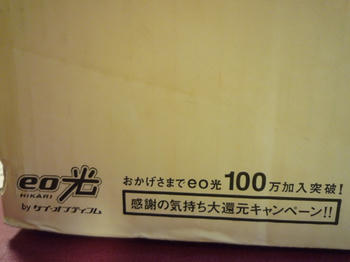 eo光
HIKARI
by ケイ・オプティコム
おかげさまでeo光100万加入突破!
感謝の気持ち大還元キャンペーン!!